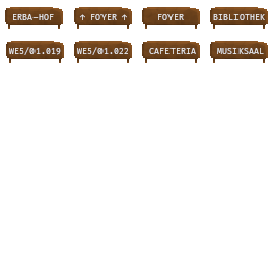 ERBA-HOF
↑ FOYER ↑
FOYER
BIBLIOTHEK
WE5/01.019
WE5/01.022
CAFETERIA
MUSIKSAAL